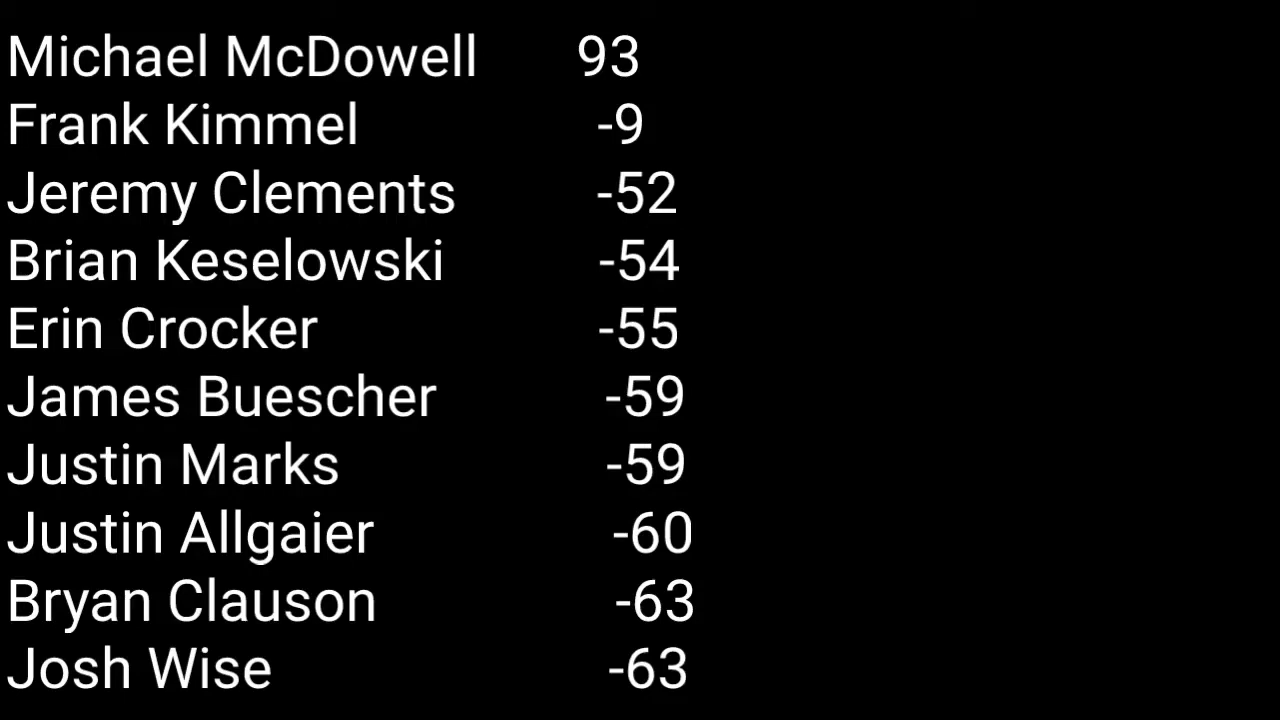 Michael McDowell 93
Frank Kimmel -9
Jeremy Clements -52
Brian Keselowski -54
Erin Crocker -55
James Buescher -59
Justin Marks -59
Justin Allgaier -60
Bryan Clauson -63
Josh Wise -63